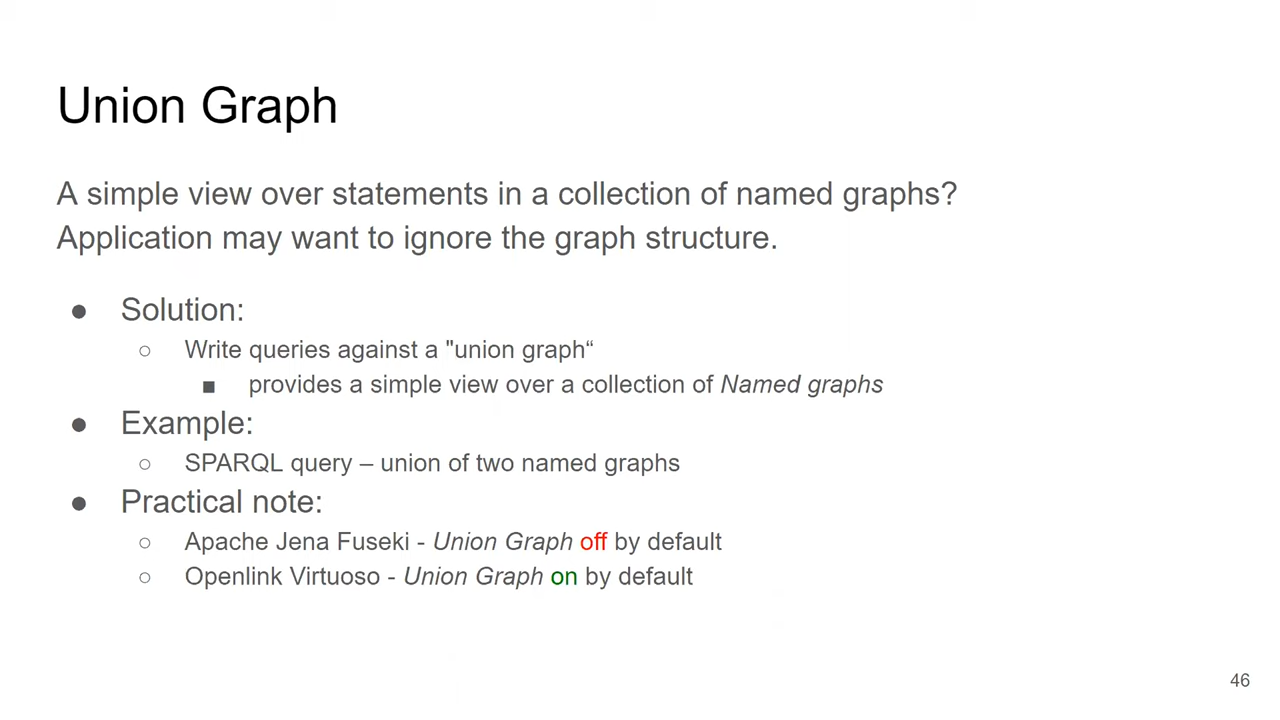 Union Graph
A simple view over statements in a collection of named graphs?
Application may want to ignore the graph structure.
● Solution:
○ Write queries against a "union graph“
■ provides a simple view over a collection of Named graphs
● Example:
○ SPARQL query – union of two named graphs
● Practical note:
○ Apache Jena Fuseki - Union Graph off by default
○ Openlink Virtuoso - Union Graph on by default
46